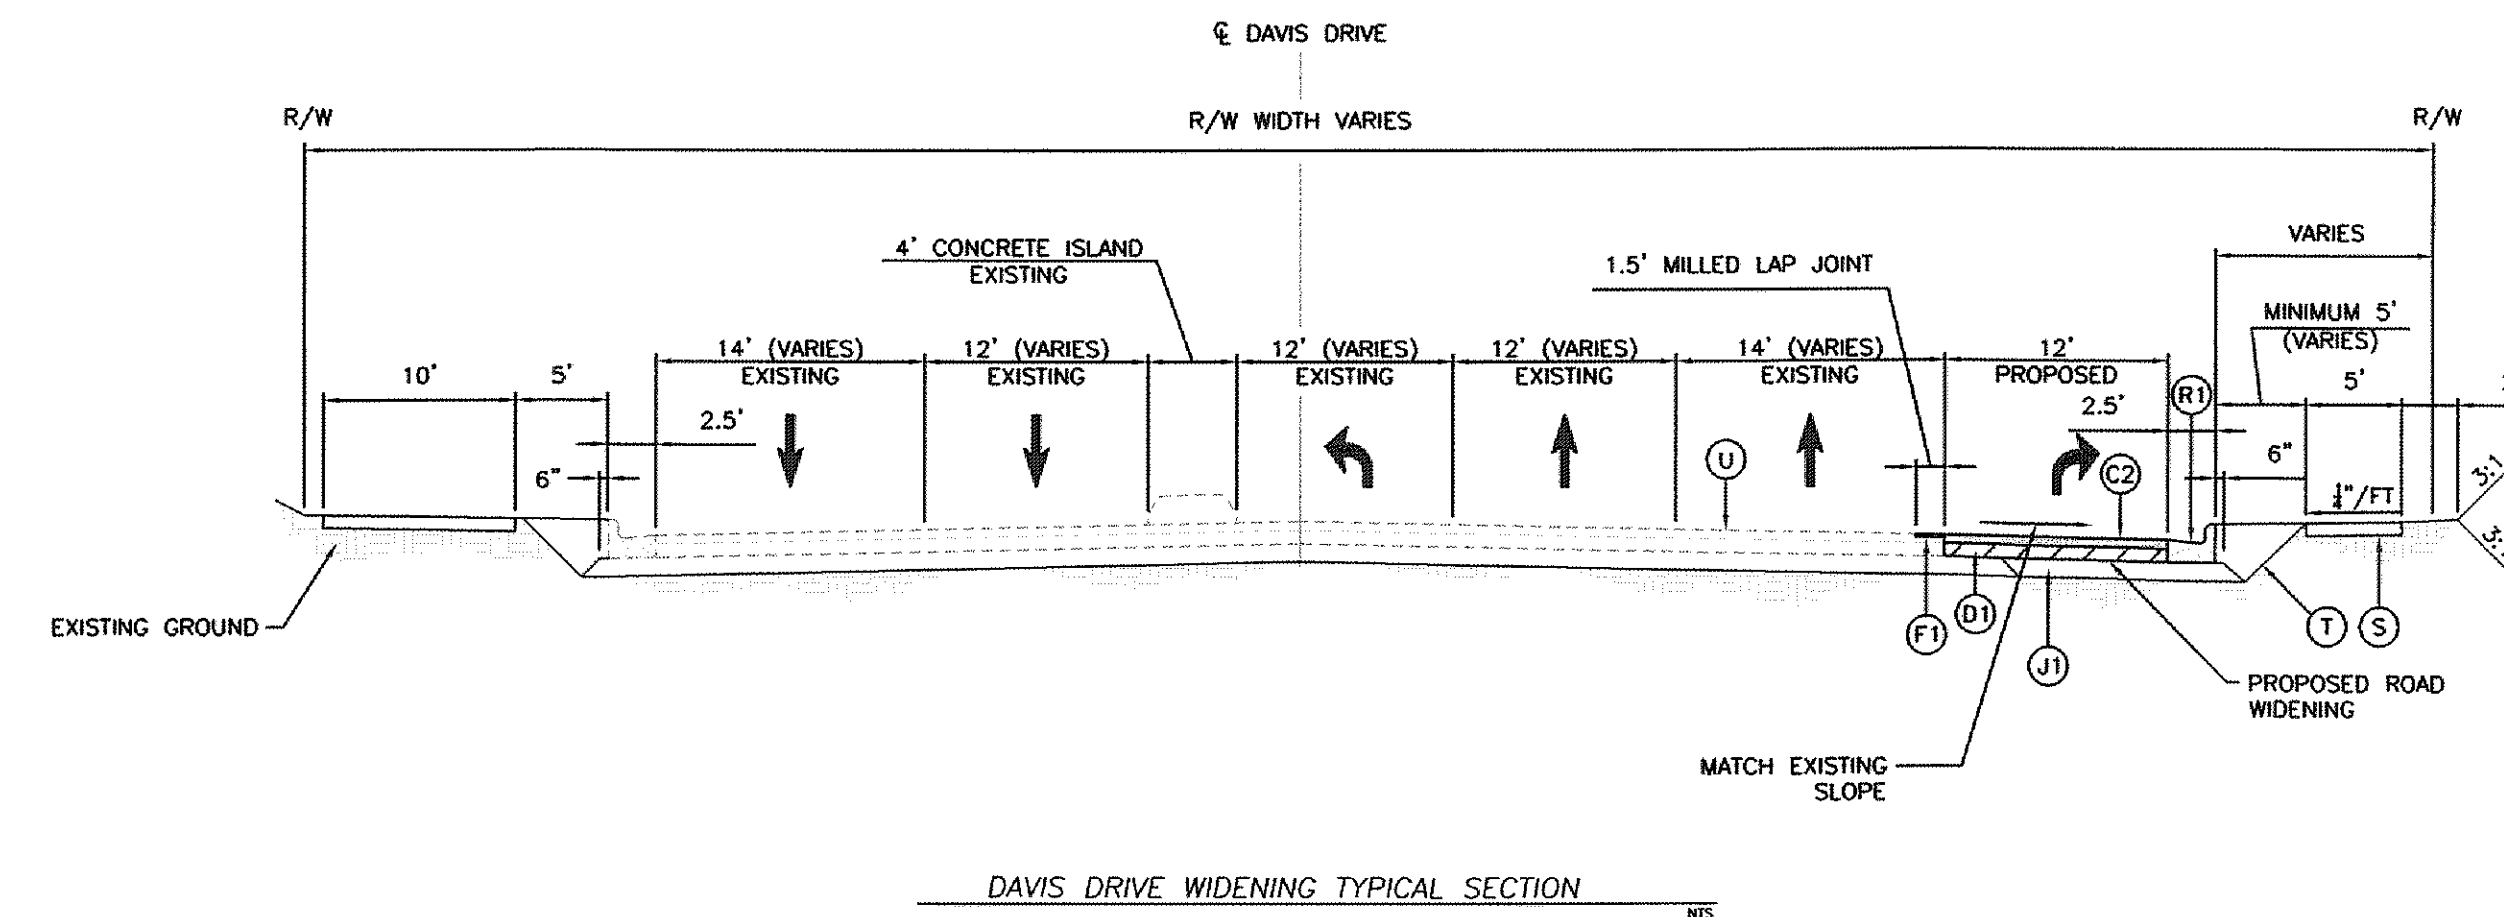 ℄ DAVIS DRIVE
R/W
R/W WIDTH VARIES
R/W
VARIES
4' CONCRETE ISLAND
EXISTING
1.5' MILLED LAP JOINT
MINIMUM 5'
(VARIES)
10'
5'
2.5'
6"
14' (VARIES)
EXISTING
12' (VARIES)
EXISTING
12' (VARIES)
EXISTING
12' (VARIES)
EXISTING
14' (VARIES)
EXISTING
12'
PROPOSED
2.5'
R1
5'
6"
U
C2
/FT
3:1
EXISTING GROUND
F1
D1
J1
T
S
PROPOSED ROAD
WIDENING
MATCH EXISTING
SLOPE
DAVIS DRIVE WIDENING TYPICAL SECTION
NTS